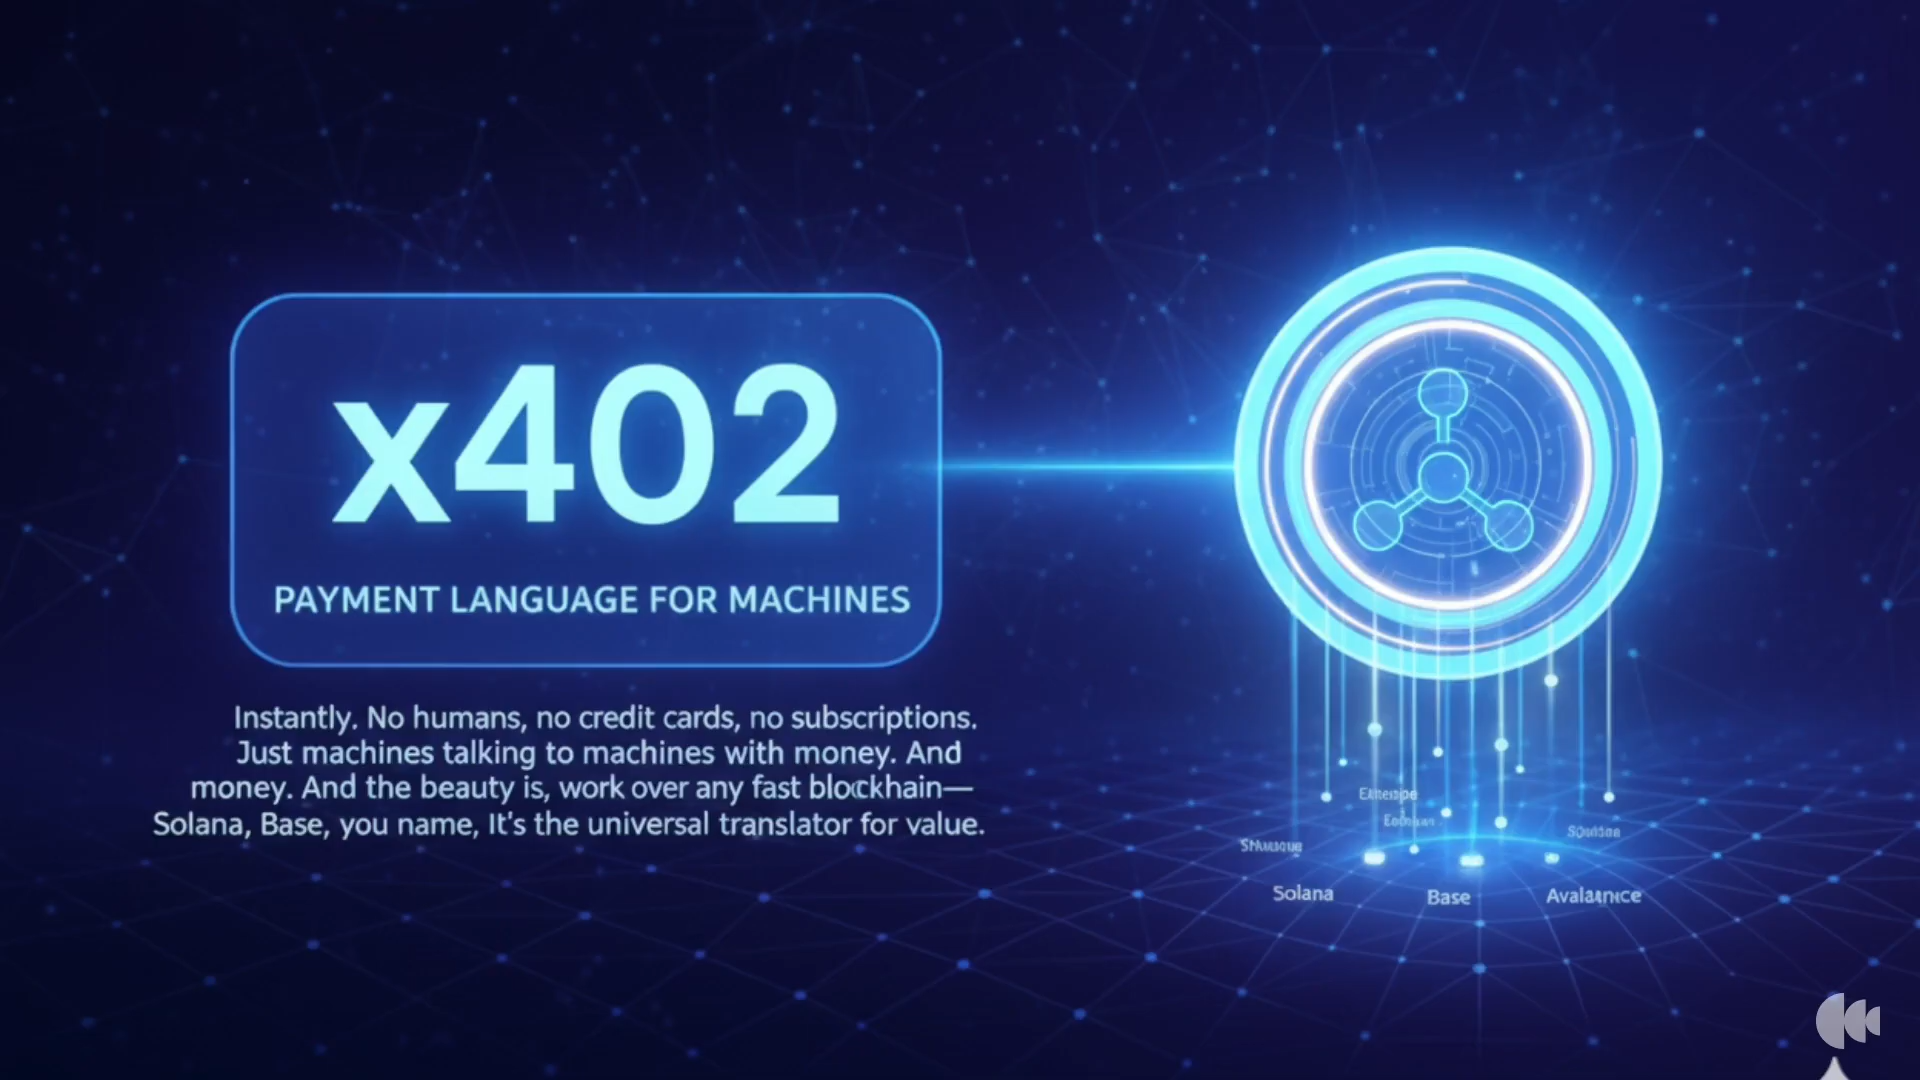 x402
PAYMENT LANGUAGE FOR MACHINES
Instantly. No humans, no credit cards, no subscriptions.
Just machines talking to machines with money. And
money. And the beauty is, work over any fast blockchain—
Solana, Base, you name, It's the universal translator for value.
Solana
Base